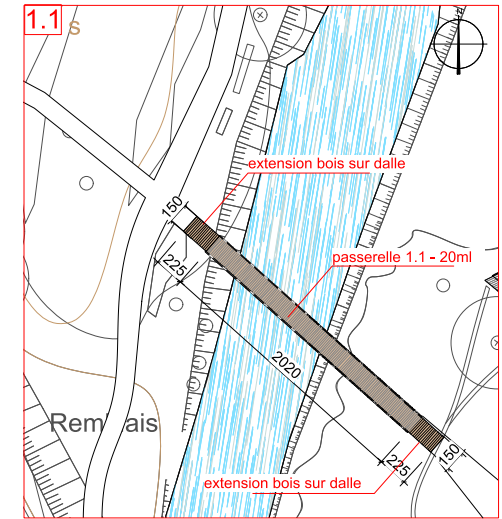 1.1
s
extension bois sur dalle
150
passerelle 1.1 - 20ml
225
2020
Remblais
225
150
extension bois sur dalle